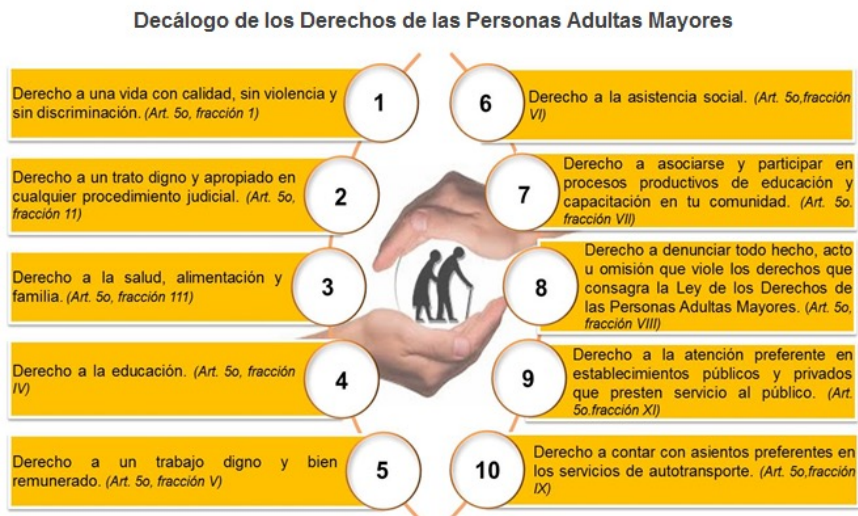 Decálogo de los Derechos de las Personas Adultas Mayores
Derecho a una vida con calidad, sin violencia y
sin discriminación. (Art. 5o, fracción 1)
1
Derecho a un trato digno y apropiado en
cualquier procedimiento judicial. (Art. 5o,
fracción 11)
2
Derecho a la salud, alimentación y
familia. (Art. 5o, fracción 111)
3
Derecho a la educación. (Art. 5o, fracción
IV)
4
Derecho a un trabajo digno y bien
remunerado. (Art. 5o, fracción V)
5
6
Derecho a la asistencia social. (Art. 5o,fracción
VI)
7
Derecho a asociarse y participar en
procesos productivos de educación y
capacitación en tu comunidad. (Art. 5o.
fracción VII)
8
Derecho a denunciar todo hecho, acto
u omisión que viole los derechos que
consagra la Ley de los Derechos de
las Personas Adultas Mayores. (Art. 5o,
fracción VIII)
9
Derecho a la atención preferente en
establecimientos públicos y privados
que presten servicio al público. (Art.
5o.fracción XI)
10
Derecho a contar con asientos preferentes en
los servicios de autotransporte. (Art. 5o,fracción
IX)